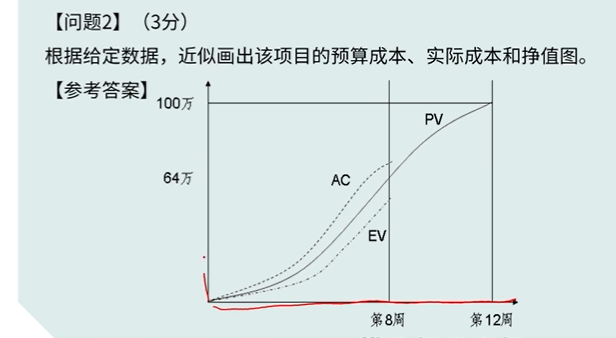 【问题2】（3分）
根据给定数据，近似画出该项目的预算成本、实际成本和挣值图。
【参考答案】
100万
PV
64万
AC
EV
第8周
第12周